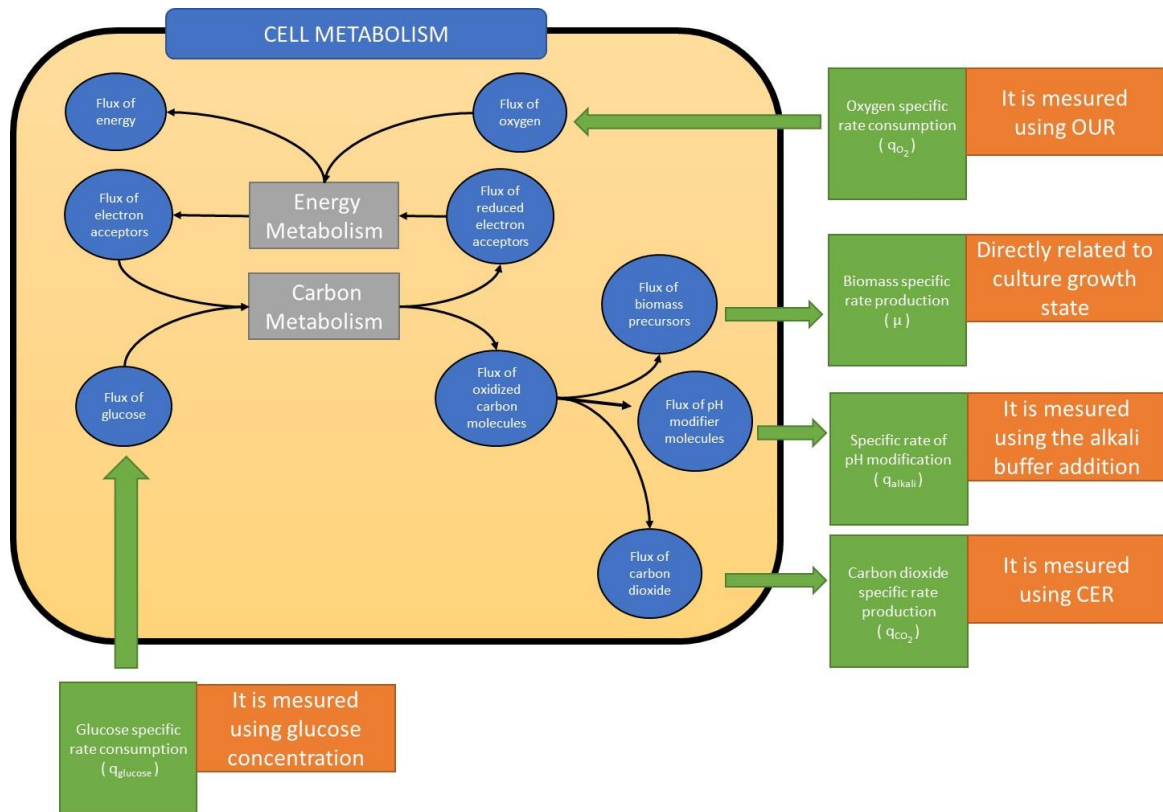 CELL METABOLISM
Flux of
energy
Flux of
oxygen
Oxygen specific
rate consumption
( qO₂ )
It is mesured
using OUR
Flux of
electron
acceptors
Energy
Metabolism
Flux of
reduced
electron
acceptors
Carbon
Metabolism
Flux of
biomass
precursors
Biomass specific
rate production
( μ )
Directly related to
culture growth
state
Flux of
glucose
Flux of
oxidized
carbon
molecules
Flux of pH
modifier
molecules
Specific rate of
pH modification
( qalkali)
It is mesured
using the alkali
buffer addition
Flux of
carbon
dioxide
Carbon dioxide
specific rate
production
( qCO₂ )
It is mesured
using CER
Glucose specific
rate consumption
( qglucose)
It is mesured
using glucose
concentration